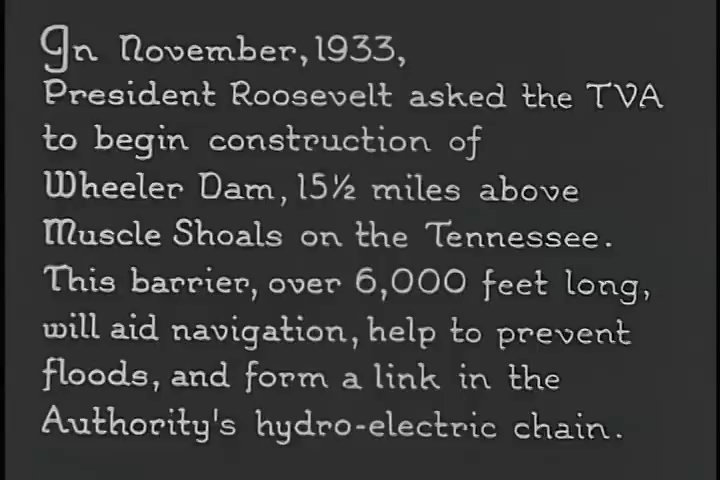 In November, 1933,
President Roosevelt asked the TVA
to begin construction of
Wheeler Dam, 15½ miles above
Muscle Shoals on the Tennessee.
This barrier, over 6,000 feet long,
will aid navigation, help to prevent
floods, and form a link in the
Authority's hydro-electric chain.